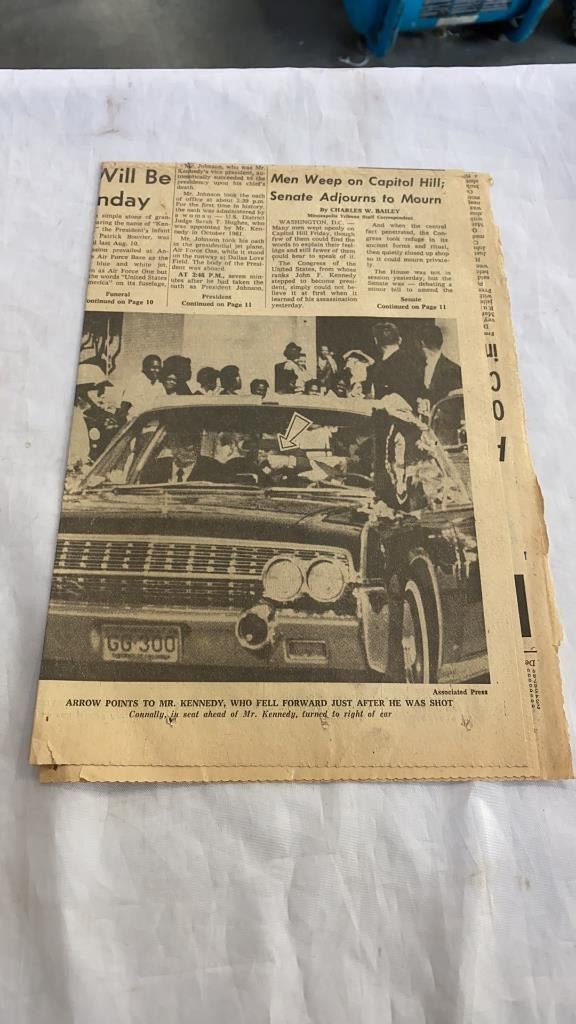 Will Be
nday
simple stone of gran-
aring the name of "Ken-
the President's infant
Patrick Bouvier, was
d last Aug. 10.
prevailed at An-
s Air Force Base as the
blue and white jet,
n as Air Force One but
he words "United States
merica" on its fuselage,
Funeral
ontinued on Page 10
Mr. Johnson, who was Mr.
Kennedy's vice president, au-
tomatically succeeded to the
presidency upon his chief's
death.
Mr. Johnson took the oath
of office at about 2:39 p.m.
For the first time in history,
the oath was administered by
a woman — U.S. District
Judge Sarah T. Hughes, who
was appointed by Mr. Ken-
nedy in October 1961.
Mr. Johnson took his oath
in the presidential jet plane,
Air Force One, while it stood
on the runway at Dallas Love
Field. The body of the Presi-
dent was aboard.
AT 2:46 P.M., seven min-
utes after he had taken the
oath as President Johnson,
President
Continued on Page 11
Men Weep on Capitol Hill;
Senate Adjourns to Mourn
By CHARLES W. BAILEY
Minneapolis Tribune Staff Correspondent
WASHINGTON, D.C. —
Many men wept openly on
Capitol Hill Friday, though
few of them could find the
words to explain their feel-
ings and still fewer of them
could bear to speak of it.
The Congress of the
United States, from whose
ranks John F. Kennedy
stepped to become presi-
dent, simply could not be-
lieve it at first when it
learned of his assassination
yesterday.
And when the central
fact penetrated, the Con-
gress took refuge in its
ancient forms and ritual,
then quietly closed up shop
so it could mourn private-
ly.
The House was not in
session yesterday, but the
Senate was — debating a
minor bill to amend the
Senate
Continued on Page 11
GG·300
Associated Press
ARROW POINTS TO MR. KENNEDY, WHO FELL FORWARD JUST AFTER HE WAS SHOT
Connally, in seat ahead of Mr. Kennedy, turned to right of car